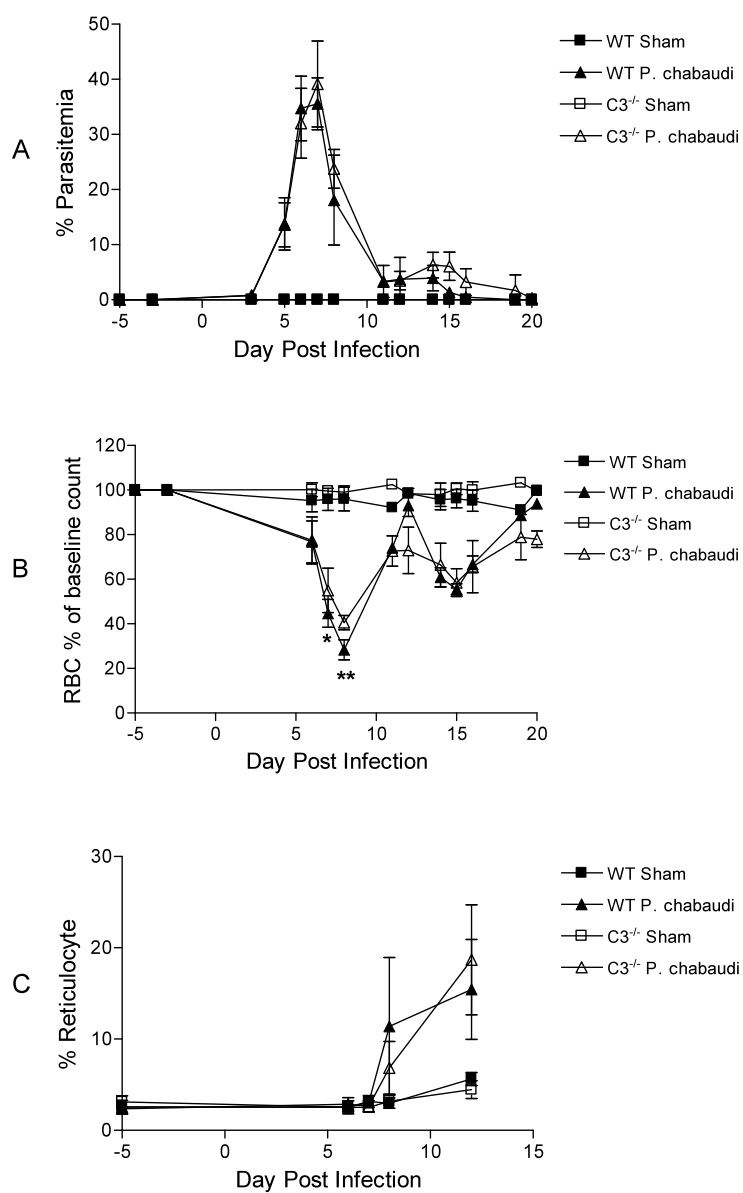 A
% Parasitemia
50
40
30
20
10
0
-5 0 5 10 15 20
Day Post Infection
WT Sham
WT P. chabaudi
C3-/- Sham
C3-/- P. chabaudi
B
RBC % of baseline count
120
100
80
60
40
20
0
*
**
-5 0 5 10 15 20
Day Post Infection
WT Sham
WT P. chabaudi
C3-/- Sham
C3-/- P. chabaudi
C
% Reticulocyte
30
20
10
0
-5 0 5 10 15
Day Post Infection
WT Sham
WT P. chabaudi
C3-/- Sham
C3-/- P. chabaudi